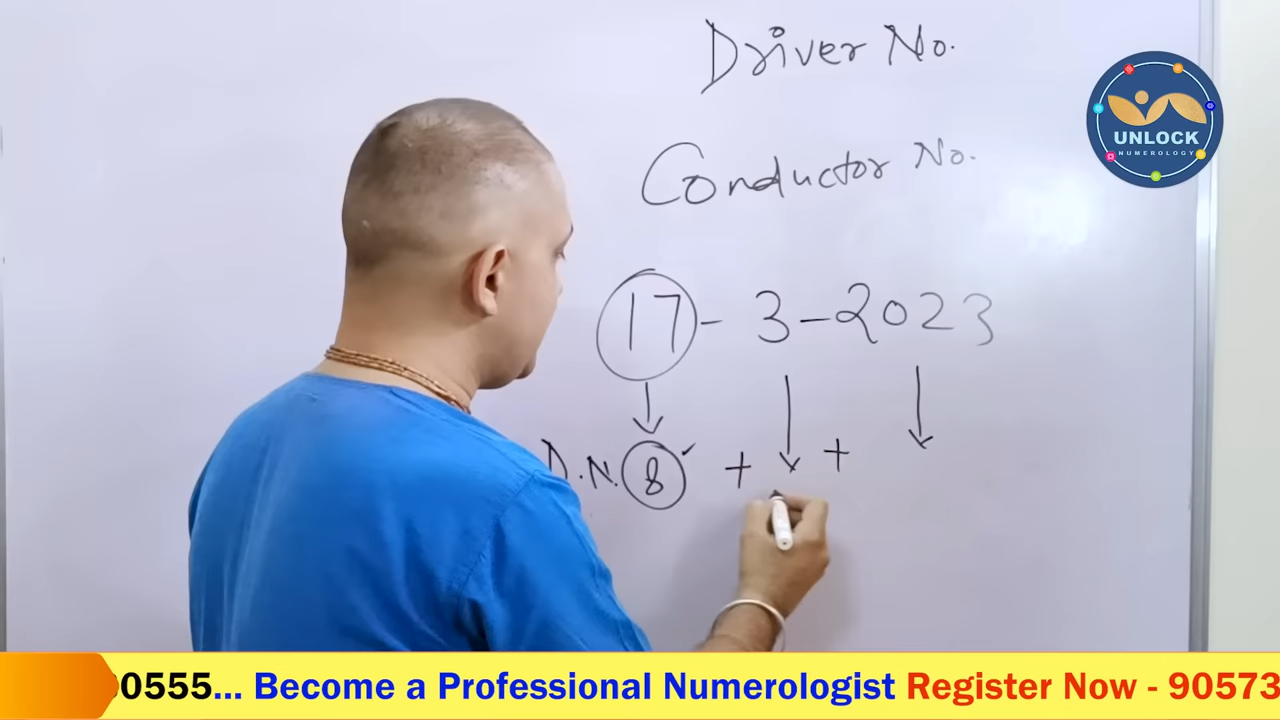 Driver No.
Conductor No.
UNLOCK
NUMEROLOGY
17 - 3 - 2023
D.N. 8 + +
0555... Become a Professional Numerologist Register Now - 90573